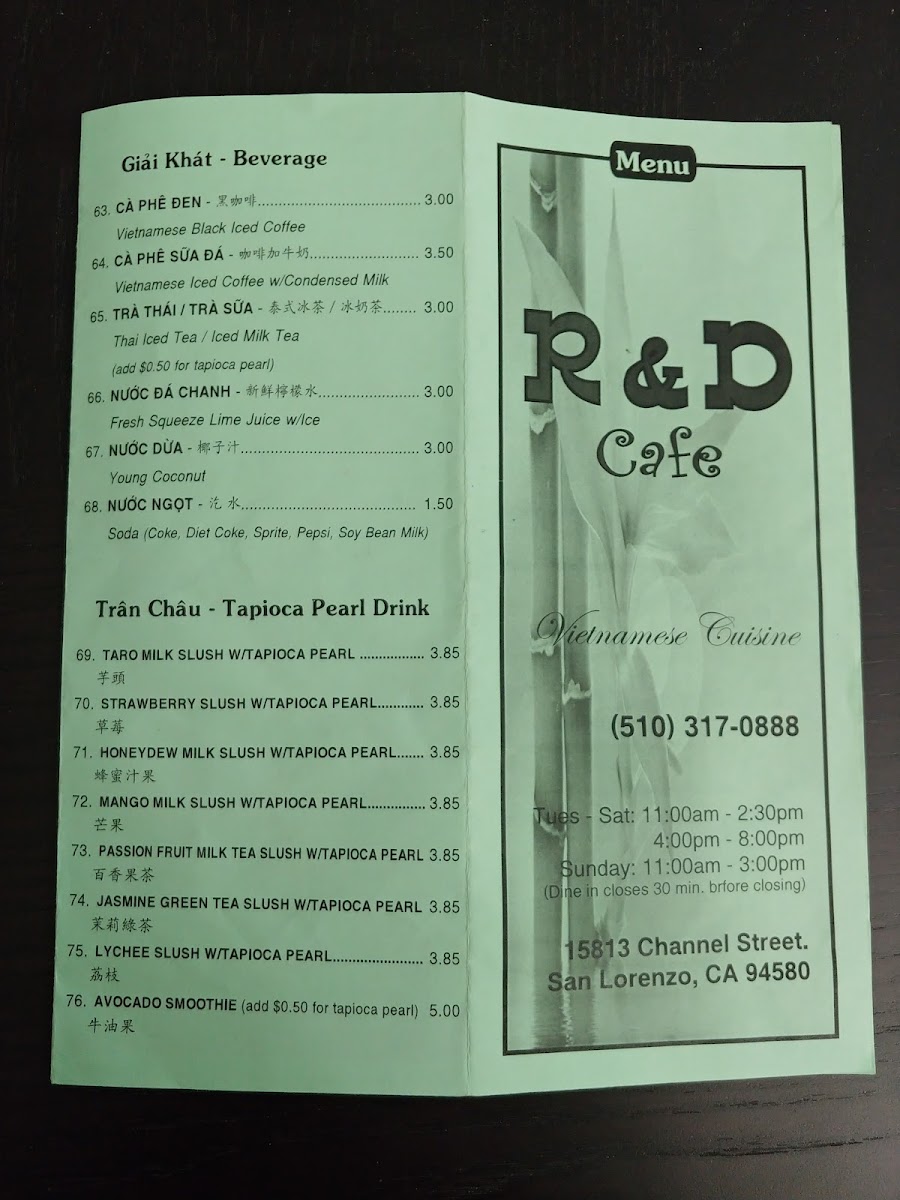 Giải Khát - Beverage
63. CÀ PHÊ ĐEN - 黑咖啡.................................. 3.00
Vietnamese Black Iced Coffee
64. CÀ PHÊ SỮA ĐÁ - 咖啡加牛奶....................... 3.50
Vietnamese Iced Coffee w/Condensed Milk
65. TRÀ THÁI / TRÀ SỮA - 泰式冰茶 / 冰奶茶........ 3.00
Thai Iced Tea / Iced Milk Tea
(add $0.50 for tapioca pearl)
66. NƯỚC ĐÁ CHANH - 新鮮檸檬水..................... 3.00
Fresh Squeeze Lime Juice w/Ice
67. NƯỚC DỪA - 椰子汁..................................... 3.00
Young Coconut
68. NƯỚC NGỌT - 汽 水..................................... 1.50
Soda (Coke, Diet Coke, Sprite, Pepsi, Soy Bean Milk)
Trân Châu - Tapioca Pearl Drink
69. TARO MILK SLUSH W/TAPIOCA PEARL ................. 3.85
芋頭
70. STRAWBERRY SLUSH W/TAPIOCA PEARL............ 3.85
草莓
71. HONEYDEW MILK SLUSH W/TAPIOCA PEARL....... 3.85
蜂蜜汁果
72. MANGO MILK SLUSH W/TAPIOCA PEARL............... 3.85
芒果
73. PASSION FRUIT MILK TEA SLUSH W/TAPIOCA PEARL 3.85
百香果茶
74. JASMINE GREEN TEA SLUSH W/TAPIOCA PEARL 3.85
茉莉綠茶
75. LYCHEE SLUSH W/TAPIOCA PEARL........................ 3.85
荔枝
76. AVOCADO SMOOTHIE (add $0.50 for tapioca pearl) 5.00
牛油果
Menu
R & D
Cafe
Vietnamese Cuisine
(510) 317-0888
Tues - Sat: 11:00am - 2:30pm
4:00pm - 8:00pm
Sunday: 11:00am - 3:00pm
(Dine in closes 30 min. brfore closing)
15813 Channel Street.
San Lorenzo, CA 94580